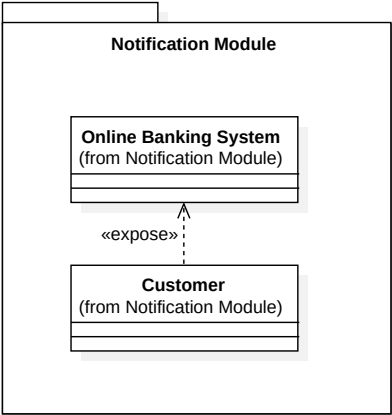 Notification Module
Online Banking System
(from Notification Module)
«expose»
Customer
(from Notification Module)